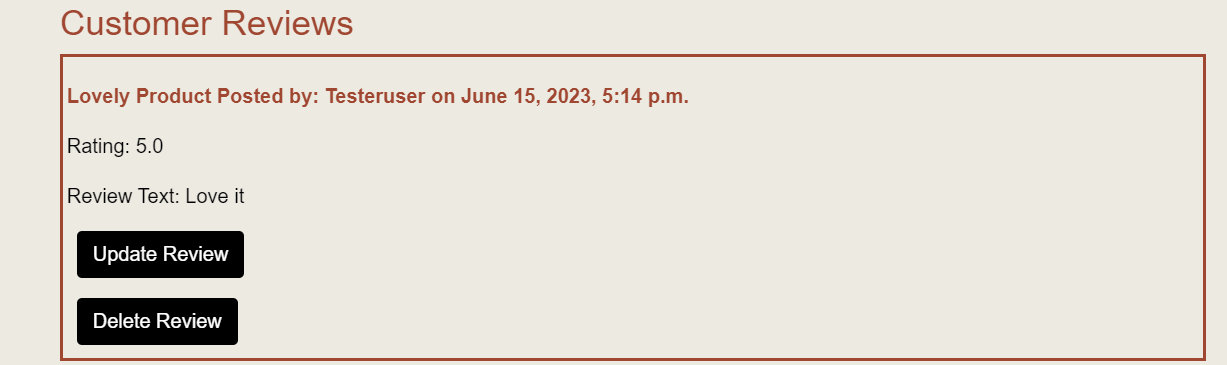 Customer Reviews
Lovely Product Posted by: Testeruser on June 15, 2023, 5:14 p.m.
Rating: 5.0
Review Text: Love it
Update Review
Delete Review